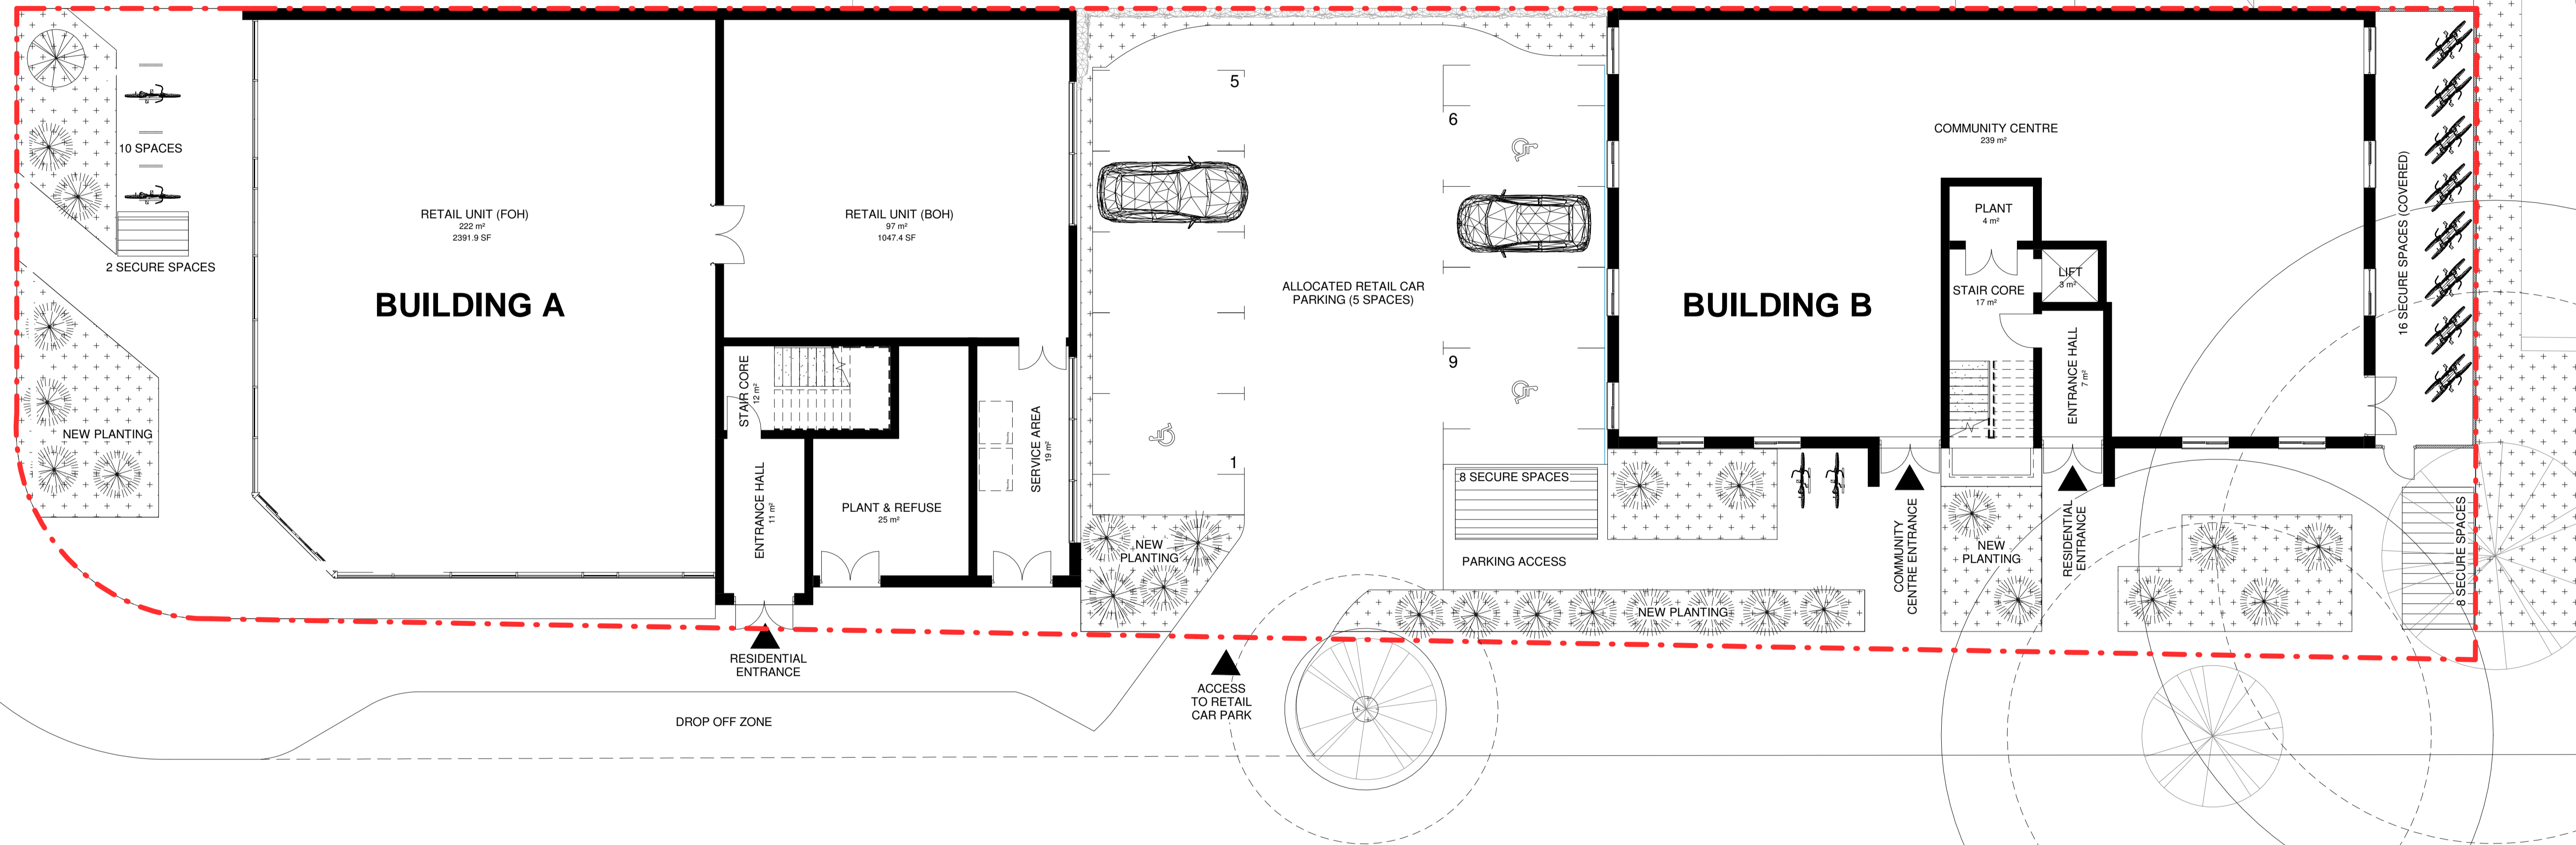 10 SPACES
2 SECURE SPACES
NEW PLANTING
RETAIL UNIT (FOH)
222 m²
2391.9 SF
BUILDING A
RETAIL UNIT (BOH)
97 m²
1047.4 SF
STAIR CORE
12 m²
ENTRANCE HALL
11 m²
PLANT & REFUSE
25 m²
SERVICE AREA
19 m²
RESIDENTIAL
ENTRANCE
DROP OFF ZONE
5
1
NEW
PLANTING
ALLOCATED RETAIL CAR
PARKING (5 SPACES)
6
9
8 SECURE SPACES
PARKING ACCESS
NEW PLANTING
ACCESS
TO RETAIL
CAR PARK
COMMUNITY CENTRE
239 m²
BUILDING B
PLANT
4 m²
LIFT
3 m²
STAIR CORE
17 m²
ENTRANCE HALL
7 m²
COMMUNITY
CENTRE ENTRANCE
NEW
PLANTING
RESIDENTIAL
ENTRANCE
16 SECURE SPACES (COVERED)
8 SECURE SPACES